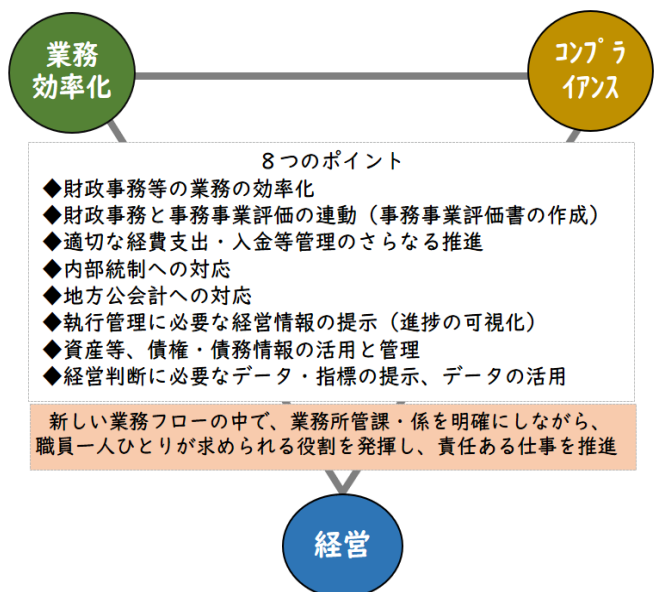 業務
効率化
ｺﾝﾌﾟﾗ
ｲｱﾝｽ
８つのポイント
◆財政事務等の業務の効率化
◆財政事務と事務事業評価の連動（事務事業評価書の作成）
◆適切な経費支出・入金等管理のさらなる推進
◆内部統制への対応
◆地方公会計への対応
◆執行管理に必要な経営情報の提示（進捗の可視化）
◆資産等、債権・債務情報の活用と管理
◆経営判断に必要なデータ・指標の提示、データの活用
新しい業務フローの中で、業務所管課・係を明確にしながら、
職員一人ひとりが求められる役割を発揮し、責任ある仕事を推進
経営